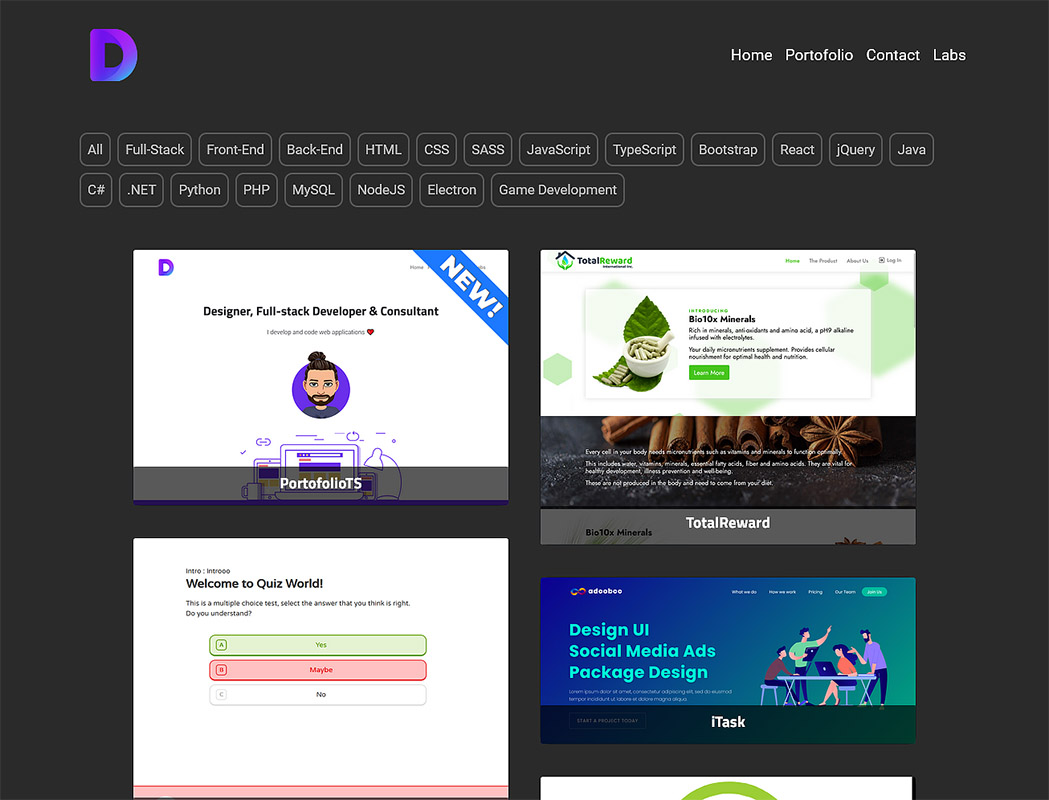 Home Portofolio Contact Labs
All Full-Stack Front-End Back-End HTML CSS SASS JavaScript TypeScript Bootstrap React jQuery Java
C# .NET Python PHP MySQL NodeJS Electron Game Development
D
Home
NEW!
Designer, Full-stack Developer & Consultant
I develop and code web applications
PortofolioTS
TotalReward
International Inc.
Home The Product About Us Log In
INTRODUCING
Bio10x Minerals
Rich in minerals, anti-oxidants and amino acid, a pH9 alkaline
infused with electrolytes.
Your daily micronutrients supplement. Provides cellular
nourishment for optimal health and nutrition.
Learn More
Every cell in your body needs micronutrients such as vitamins and minerals to function optimally.
This includes water, vitamins, minerals, essential fatty acids, fiber and amino acids. They are vital for
healthy development, illness prevention and well-being.
These are not produced in the body and need to come from your diet.
Bio10x Minerals
TotalReward
Intro : Introoo
Welcome to Quiz World!
This is a multiple choice test, select the answer that you think is right.
Do you understand?
A Yes
B Maybe
C No
adooboo
What we do How we work Pricing Our Team Join Us
Design UI
Social Media Ads
Package Design
Lorem ipsum dolor sit amet, consectetur adipiscing elit, sed do eiusmod
tempor incididunt ut labore et dolore magna aliqua.
START A PROJECT TODAY
iTask